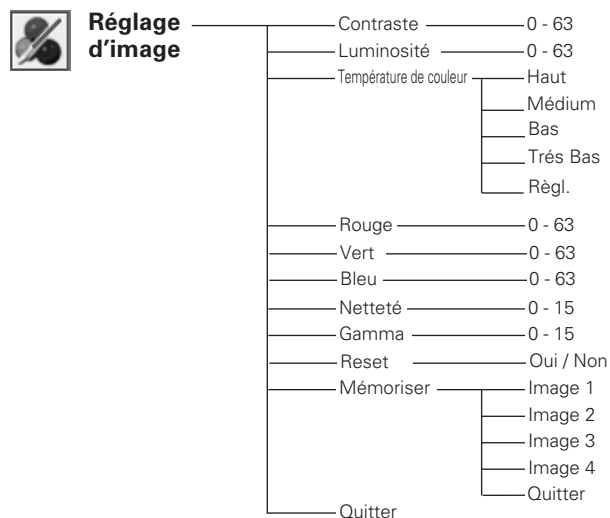 Réglage d'image
Contraste 0 - 63
Luminosité 0 - 63
Température de couleur Haut
Médium
Bas
Trés Bas
Règl.
Rouge 0 - 63
Vert 0 - 63
Bleu 0 - 63
Netteté 0 - 15
Gamma 0 - 15
Reset Oui / Non
Mémoriser Image 1
Image 2
Image 3
Image 4
Quitter
Quitter